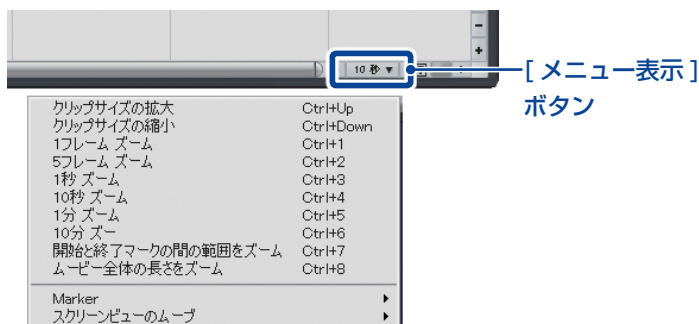 10 秒 ▼
[ メニュー表示 ]
ボタン
クリップサイズの拡大 Ctrl+Up
クリップサイズの縮小 Ctrl+Down
1フレーム ズーム Ctrl+1
5フレーム ズーム Ctrl+2
1秒 ズーム Ctrl+3
10秒 ズーム Ctrl+4
1分 ズーム Ctrl+5
10分 ズー Ctrl+6
開始と終了マークの間の範囲をズーム Ctrl+7
ムービー全体の長さをズーム Ctrl+8
Marker
スクリーンビューのムーブ